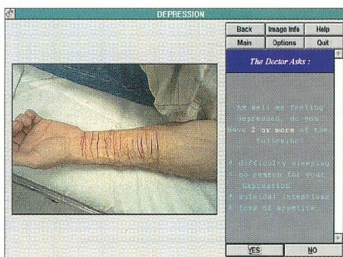 DEPRESSION
Back
Image Info
Help
Main
Options
Quit
The Doctor Asks :
As well as feeling
depressed, do you
have 2 or more of the
following?
* difficulty sleeping
* no reason for your
depression
* suicidal intentions
* loss of appetite
YES
NO